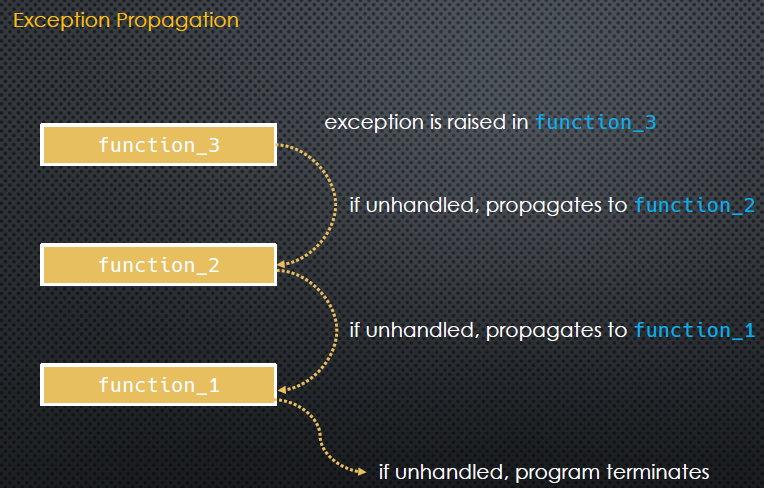 Exception Propagation
exception is raised in function_3
function_3
if unhandled, propagates to function_2
function_2
if unhandled, propagates to function_1
function_1
if unhandled, program terminates